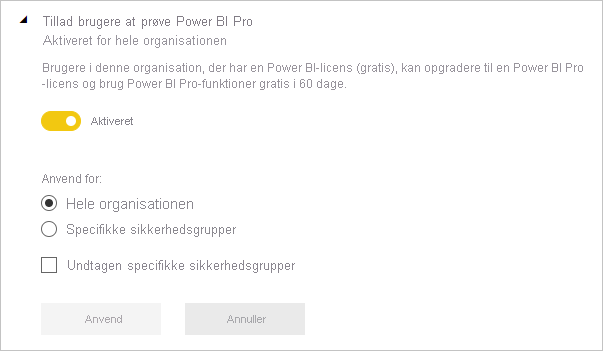 Tillad brugere at prøve Power BI Pro
Aktiveret for hele organisationen
Brugere i denne organisation, der har en Power BI-licens (gratis), kan opgradere til en Power BI Pro
-licens og brug Power BI Pro-funktioner gratis i 60 dage.
Aktiveret
Anvend for:
Hele organisationen
Specifikke sikkerhedsgrupper
Undtagen specifikke sikkerhedsgrupper
Anvend
Annuller